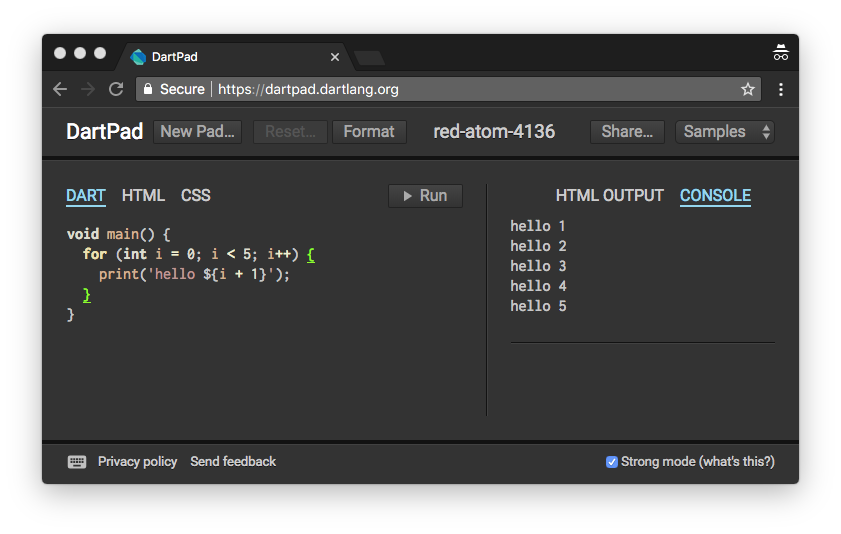 DartPad
Secure | https://dartpad.dartlang.org
DartPad New Pad... Reset... Format red-atom-4136 Share... Samples
DART HTML CSS Run
void main() {
  for (int i = 0; i < 5; i++) {
    print('hello ${i + 1}');
  }
}
HTML OUTPUT CONSOLE
hello 1
hello 2
hello 3
hello 4
hello 5
Privacy policy Send feedback Strong mode (what's this?)